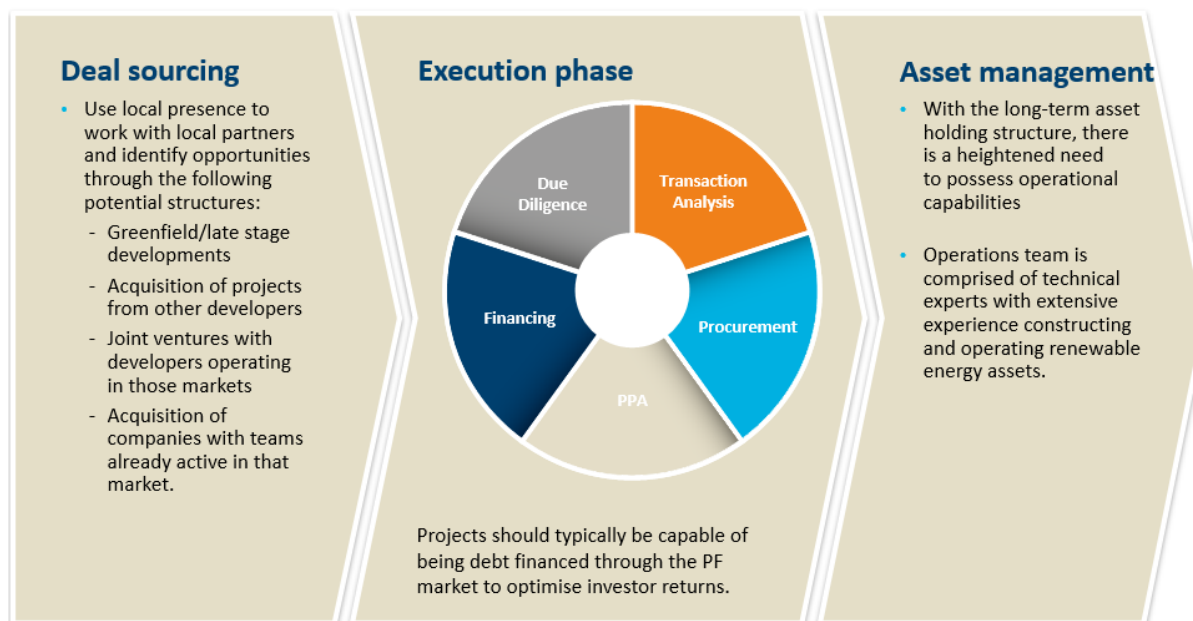 Deal sourcing
• Use local presence to
work with local partners
and identify opportunities
through the following
potential structures:
- Greenfield/late stage
developments
- Acquisition of projects
from other developers
- Joint ventures with
developers operating
in those markets
- Acquisition of
companies with teams
already active in that
market.
Execution phase
Due
Diligence
Transaction
Analysis
Financing
Procurement
PPA
Projects should typically be capable of
being debt financed through the PF
market to optimise investor returns.
Asset management
• With the long-term asset
holding structure, there
is a heightened need
to possess operational
capabilities
• Operations team is
comprised of technical
experts with extensive
experience constructing
and operating renewable
energy assets.